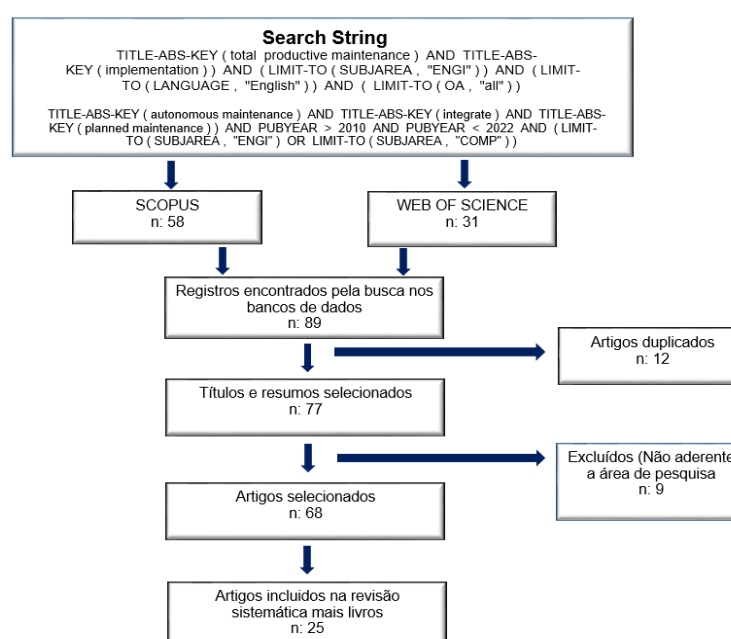 Search String
TITLE-ABS-KEY ( total productive maintenance ) AND TITLE-ABS-
KEY ( implementation ) ) AND ( LIMIT-TO ( SUBJAREA , "ENGI" ) ) AND ( LIMIT-
TO ( LANGUAGE , "English" ) ) AND ( LIMIT-TO ( OA , "all" ) )
TITLE-ABS-KEY ( autonomous maintenance ) AND TITLE-ABS-KEY ( integrate ) AND TITLE-ABS-
KEY ( planned maintenance ) ) AND PUBYEAR > 2010 AND PUBYEAR < 2022 AND ( LIMIT-
TO ( SUBJAREA , "ENGI" ) OR LIMIT-TO ( SUBJAREA , "COMP" ) )
SCOPUS
n: 58
WEB OF SCIENCE
n: 31
Registros encontrados pela busca nos
bancos de dados
n: 89
Artigos duplicados
n: 12
Títulos e resumos selecionados
n: 77
Excluídos (Não aderente
a área de pesquisa
n: 9
Artigos selecionados
n: 68
Artigos incluidos na revisão
sistemática mais livros
n: 25